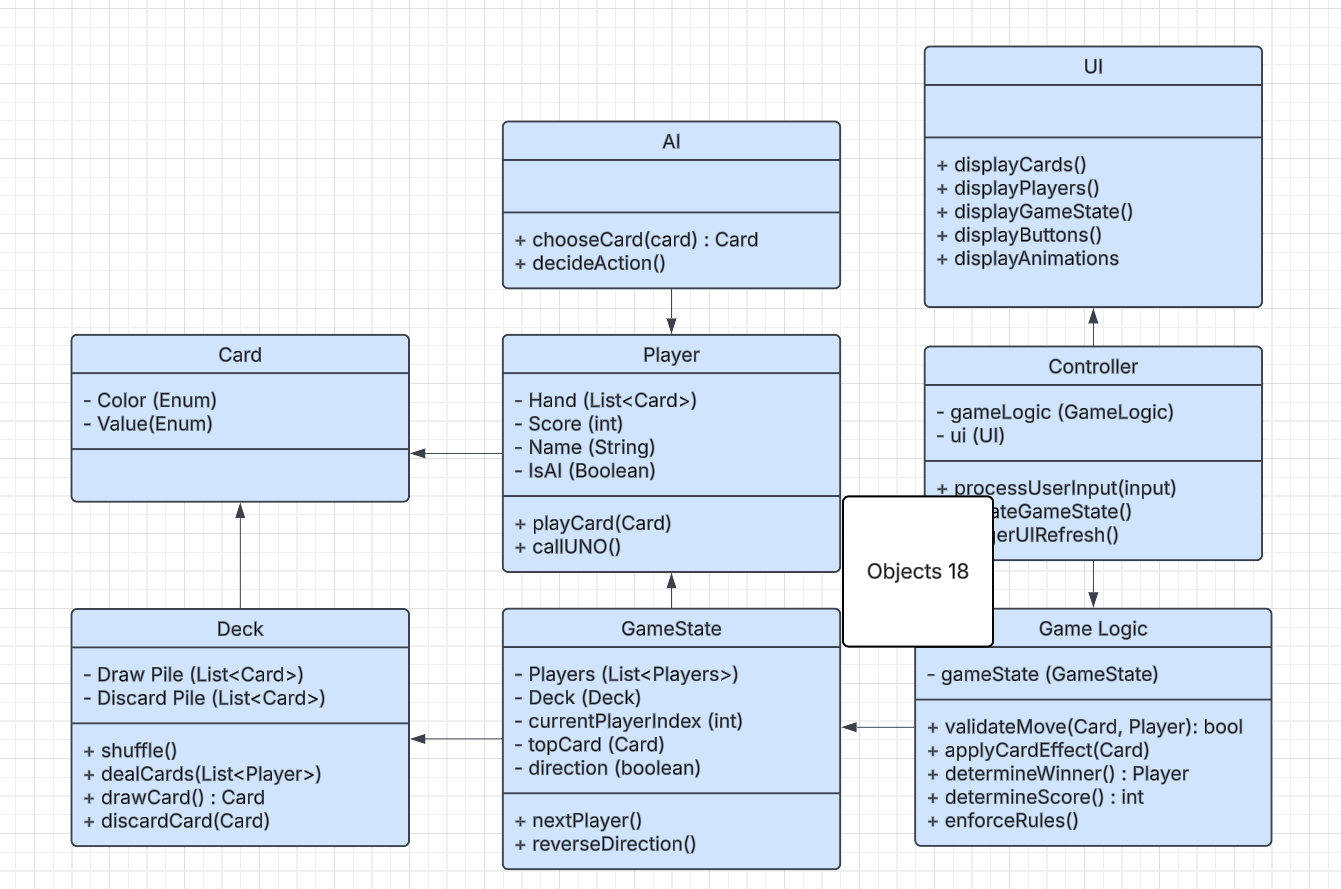 UI
+ displayCards()
+ displayPlayers()
+ displayGameState()
+ displayButtons()
+ displayAnimations
AI
+ chooseCard(card) : Card
+ decideAction()
Card
- Color (Enum)
- Value(Enum)
Player
- Hand (List<Card>)
- Score (int)
- Name (String)
- IsAI (Boolean)
+ playCard(Card)
+ callUNO()
Controller
- gameLogic (GameLogic)
- ui (UI)
+ processUserInput(input)
ateGameState()
gerUIRefresh()
Objects 18
Deck
- Draw Pile (List<Card>)
- Discard Pile (List<Card>)
+ shuffle()
+ dealCards(List<Player>)
+ drawCard() : Card
+ discardCard(Card)
GameState
- Players (List<Players>)
- Deck (Deck)
- currentPlayerIndex (int)
- topCard (Card)
- direction (boolean)
+ nextPlayer()
+ reverseDirection()
Game Logic
- gameState (GameState)
+ validateMove(Card, Player): bool
+ applyCardEffect(Card)
+ determineWinner() : Player
+ determineScore() : int
+ enforceRules()